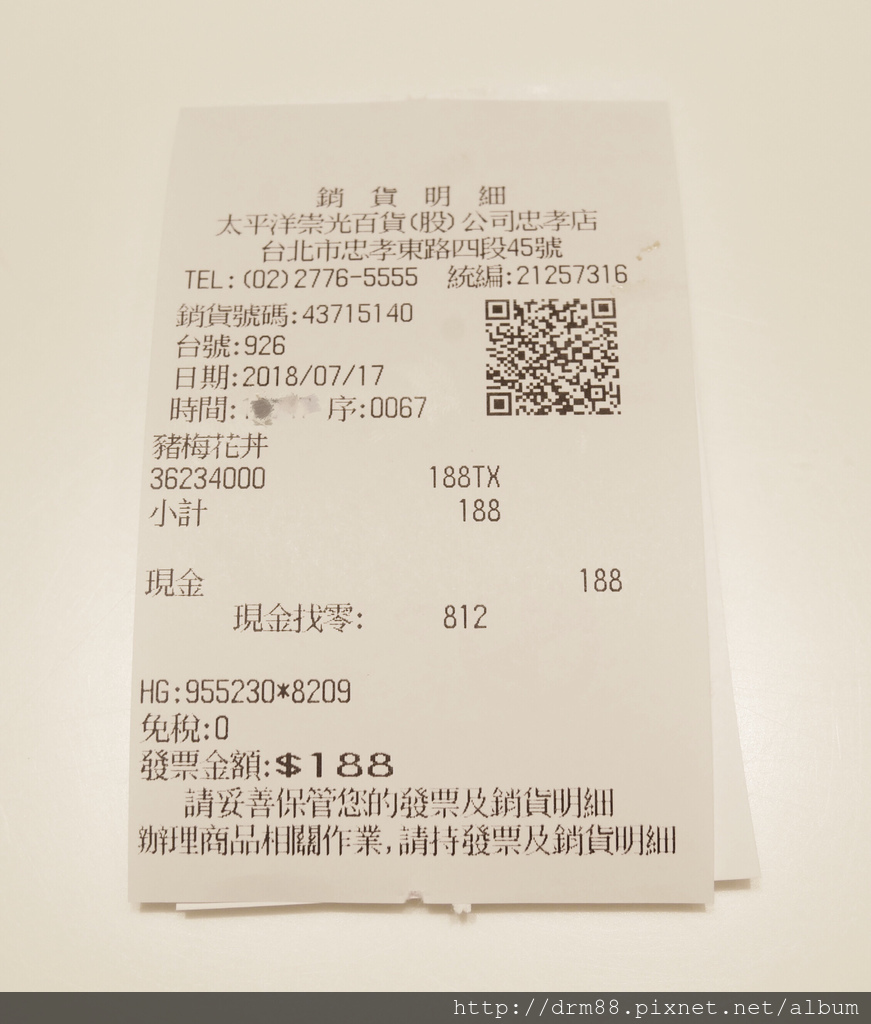 銷貨明細
太平洋崇光百貨(股)公司忠孝店
台北市忠孝東路四段45號
TEL:(02)2776-5555 統編:21257316
銷貨號碼:43715140
台號:926
日期:2018/07/17
時間: 序:0067
豬梅花丼
36234000 188TX
小計 188
現金 188
現金找零: 812
HG:955230*8209
免稅:0
發票金額:$188
請妥善保管您的發票及銷貨明細
辦理商品相關作業,請持發票及銷貨明細
http://drm88.pixnet.net/album